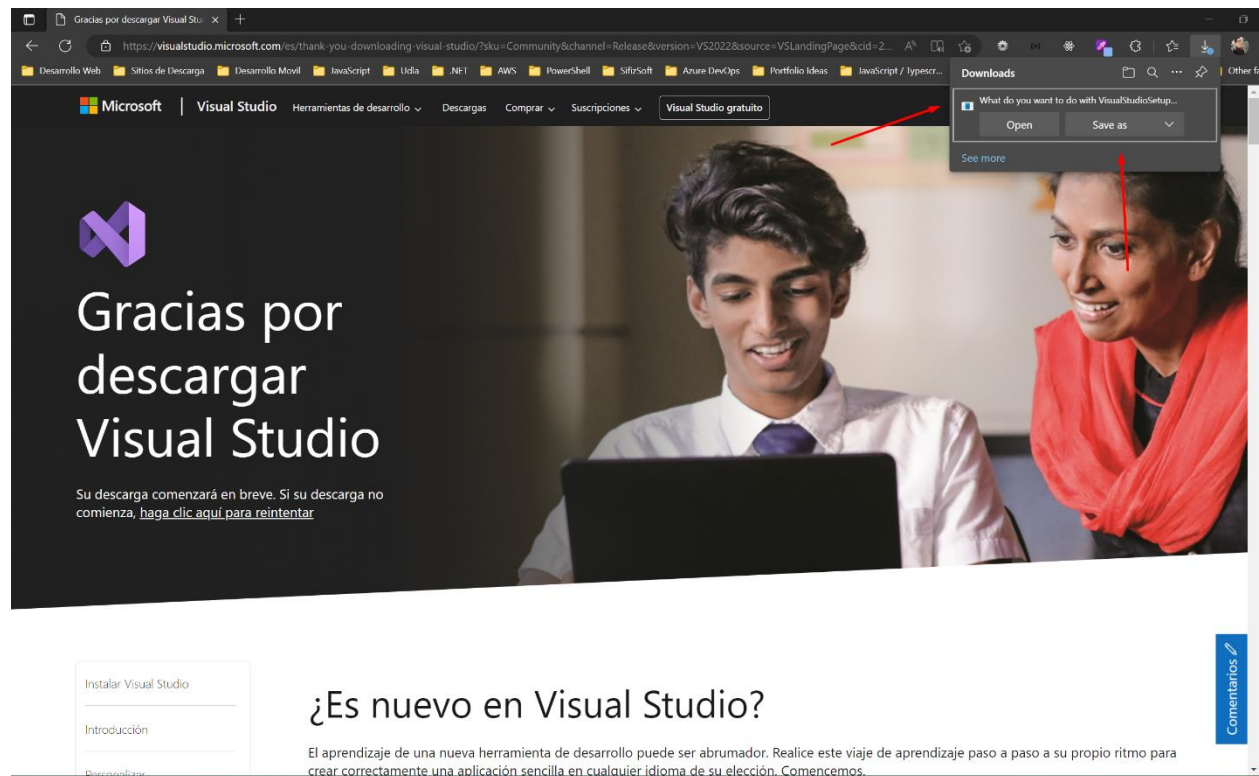 Gracias por descargar Visual Stu
https://visualstudio.microsoft.com/es/thank-you-downloading-visual-studio/?sku=Community&channel=Release&version=VS2022&source=VSLandingPage&cid=2...
Desarrollo Web Sitios de Descarga Desarrollo Movil JavaScript Udla .NET AWS PowerShell SifizSoft Azure DevOps Portfolio Ideas JavaScript / Typescr... Other fa
Downloads
What do you want to do with VisualStudioSetup...
Open Save as
See more
Microsoft Visual Studio Herramientas de desarrollo Descargas Comprar Suscripciones Visual Studio gratuito
Gracias por
descargar
Visual Studio
Su descarga comenzará en breve. Si su descarga no
comienza, haga clic aquí para reintentar
Comentarios
Instalar Visual Studio
Introducción
Personalizar
¿Es nuevo en Visual Studio?
El aprendizaje de una nueva herramienta de desarrollo puede ser abrumador. Realice este viaje de aprendizaje paso a paso a su propio ritmo para
crear correctamente una aplicación sencilla en cualquier idioma de su elección. Comencemos.